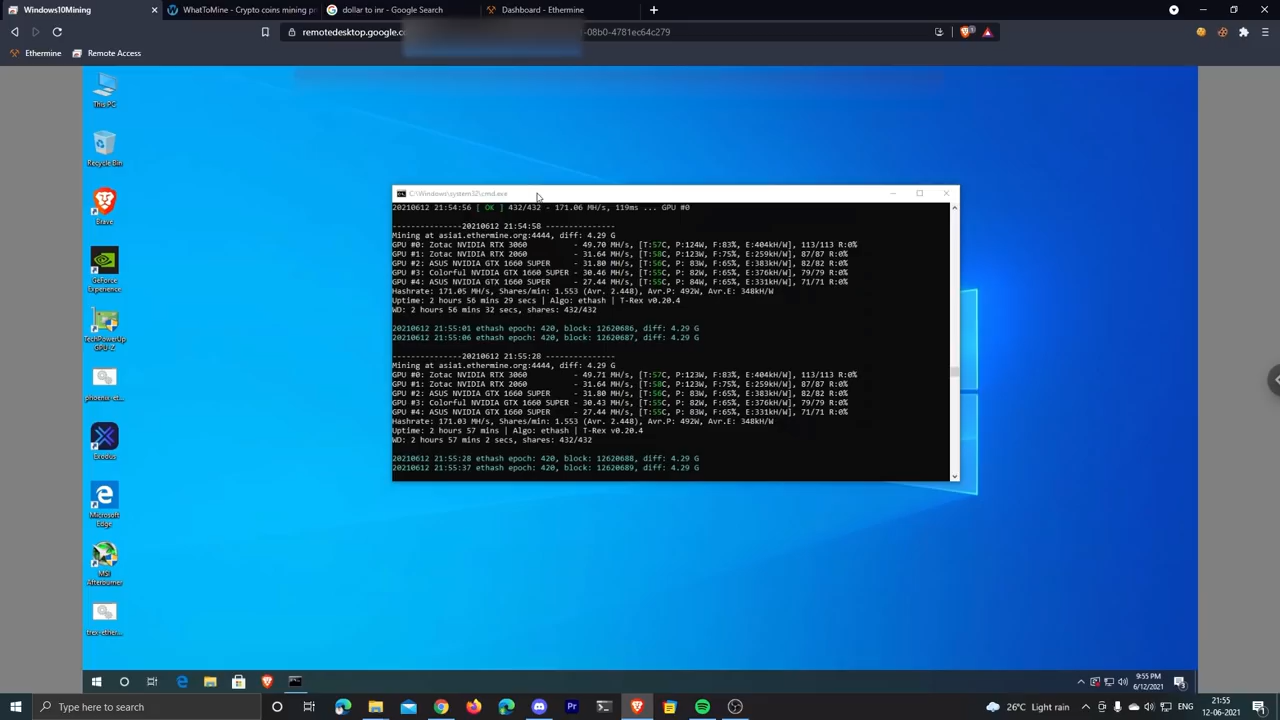 Windows10Mining
WhatToMine - Crypto coins mining pr
dollar to inr - Google Search
Dashboard - Ethermine
remotedesktop.google.c
-08b0-4781ec64c279
Ethermine
Remote Access
This PC
Recycle Bin
Brave
GeForce
Experience
TechPowerUp
GPU-Z
phoenix-et...
Exodus
Microsoft
Edge
MSI
Afterburner
trex-ether...
C:\Windows\system32\cmd.exe
20210612 21:54:56 [ OK ] 432/432 - 171.06 MH/s, 119ms ... GPU #0
---------------20210612 21:54:58 ---------------
Mining at asia1.ethermine.org:4444, diff: 4.29 G
GPU #0: Zotac NVIDIA RTX 3060 - 49.70 MH/s, [T:57C, P:124W, F:83%, E:404kH/W], 113/113 R:0%
GPU #1: Zotac NVIDIA RTX 2060 - 31.64 MH/s, [T:58C, P:123W, F:75%, E:259kH/W], 87/87 R:0%
GPU #2: ASUS NVIDIA GTX 1660 SUPER - 31.80 MH/s, [T:56C, P: 83W, F:65%, E:383kH/W], 82/82 R:0%
GPU #3: Colorful NVIDIA GTX 1660 SUPER - 30.46 MH/s, [T:55C, P: 82W, F:63%, E:376kH/W], 79/79 R:0%
GPU #4: ASUS NVIDIA GTX 1660 SUPER - 27.44 MH/s, [T:55C, P: 84W, F:65%, E:331kH/W], 71/71 R:0%
Hashrate: 171.05 MH/s, Shares/min: 1.553 (Avr. 2.448), Avr.P: 492W, Avr.E: 348kH/W
Uptime: 2 hours 56 mins 29 secs | Algo: ethash | T-Rex v0.20.4
WD: 2 hours 56 mins 32 secs, shares: 432/432
20210612 21:55:01 ethash epoch: 420, block: 12620686, diff: 4.29 G
20210612 21:55:06 ethash epoch: 420, block: 12620687, diff: 4.29 G
---------------20210612 21:55:28 ---------------
Mining at asia1.ethermine.org:4444, diff: 4.29 G
GPU #0: Zotac NVIDIA RTX 3060 - 49.71 MH/s, [T:57C, P:123W, F:83%, E:404kH/W], 113/113 R:0%
GPU #1: Zotac NVIDIA RTX 2060 - 31.64 MH/s, [T:58C, P:123W, F:75%, E:259kH/W], 87/87 R:0%
GPU #2: ASUS NVIDIA GTX 1660 SUPER - 31.80 MH/s, [T:56C, P: 83W, F:65%, E:383kH/W], 82/82 R:0%
GPU #3: Colorful NVIDIA GTX 1660 SUPER - 30.43 MH/s, [T:55C, P: 82W, F:63%, E:376kH/W], 79/79 R:0%
GPU #4: ASUS NVIDIA GTX 1660 SUPER - 27.44 MH/s, [T:55C, P: 84W, F:65%, E:331kH/W], 71/71 R:0%
Hashrate: 171.03 MH/s, Shares/min: 1.553 (Avr. 2.448), Avr.P: 492W, Avr.E: 348kH/W
Uptime: 2 hours 57 mins | Algo: ethash | T-Rex v0.20.4
WD: 2 hours 57 mins 2 secs, shares: 432/432
20210612 21:55:28 ethash epoch: 420, block: 12620688, diff: 4.29 G
20210612 21:55:37 ethash epoch: 420, block: 12620689, diff: 4.29 G
9:55 PM
6/12/2021
Type here to search
26°C Light rain
ENG
21:55
12-06-2021